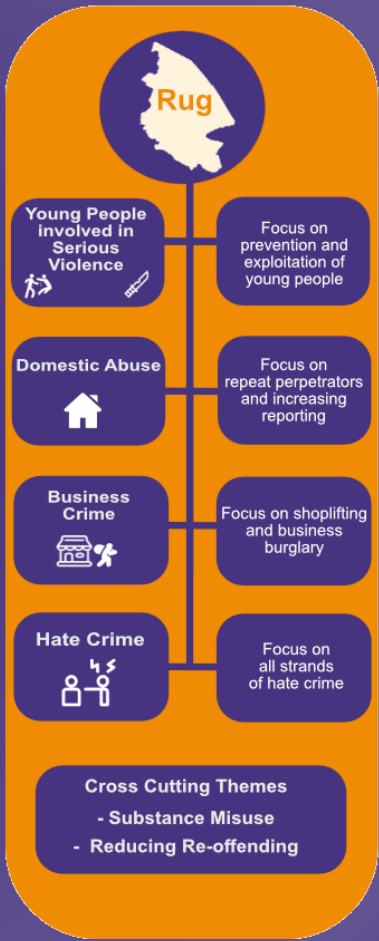 Rug
Young People
involved in
Serious
Violence
Focus on
prevention and
exploitation of
young people
Domestic Abuse
Focus on
repeat perpetrators
and increasing
reporting
Business
Crime
Focus on shoplifting
and business
burglary
Hate Crime
Focus on
all strands
of hate crime
Cross Cutting Themes
- Substance Misuse
- Reducing Re-offending